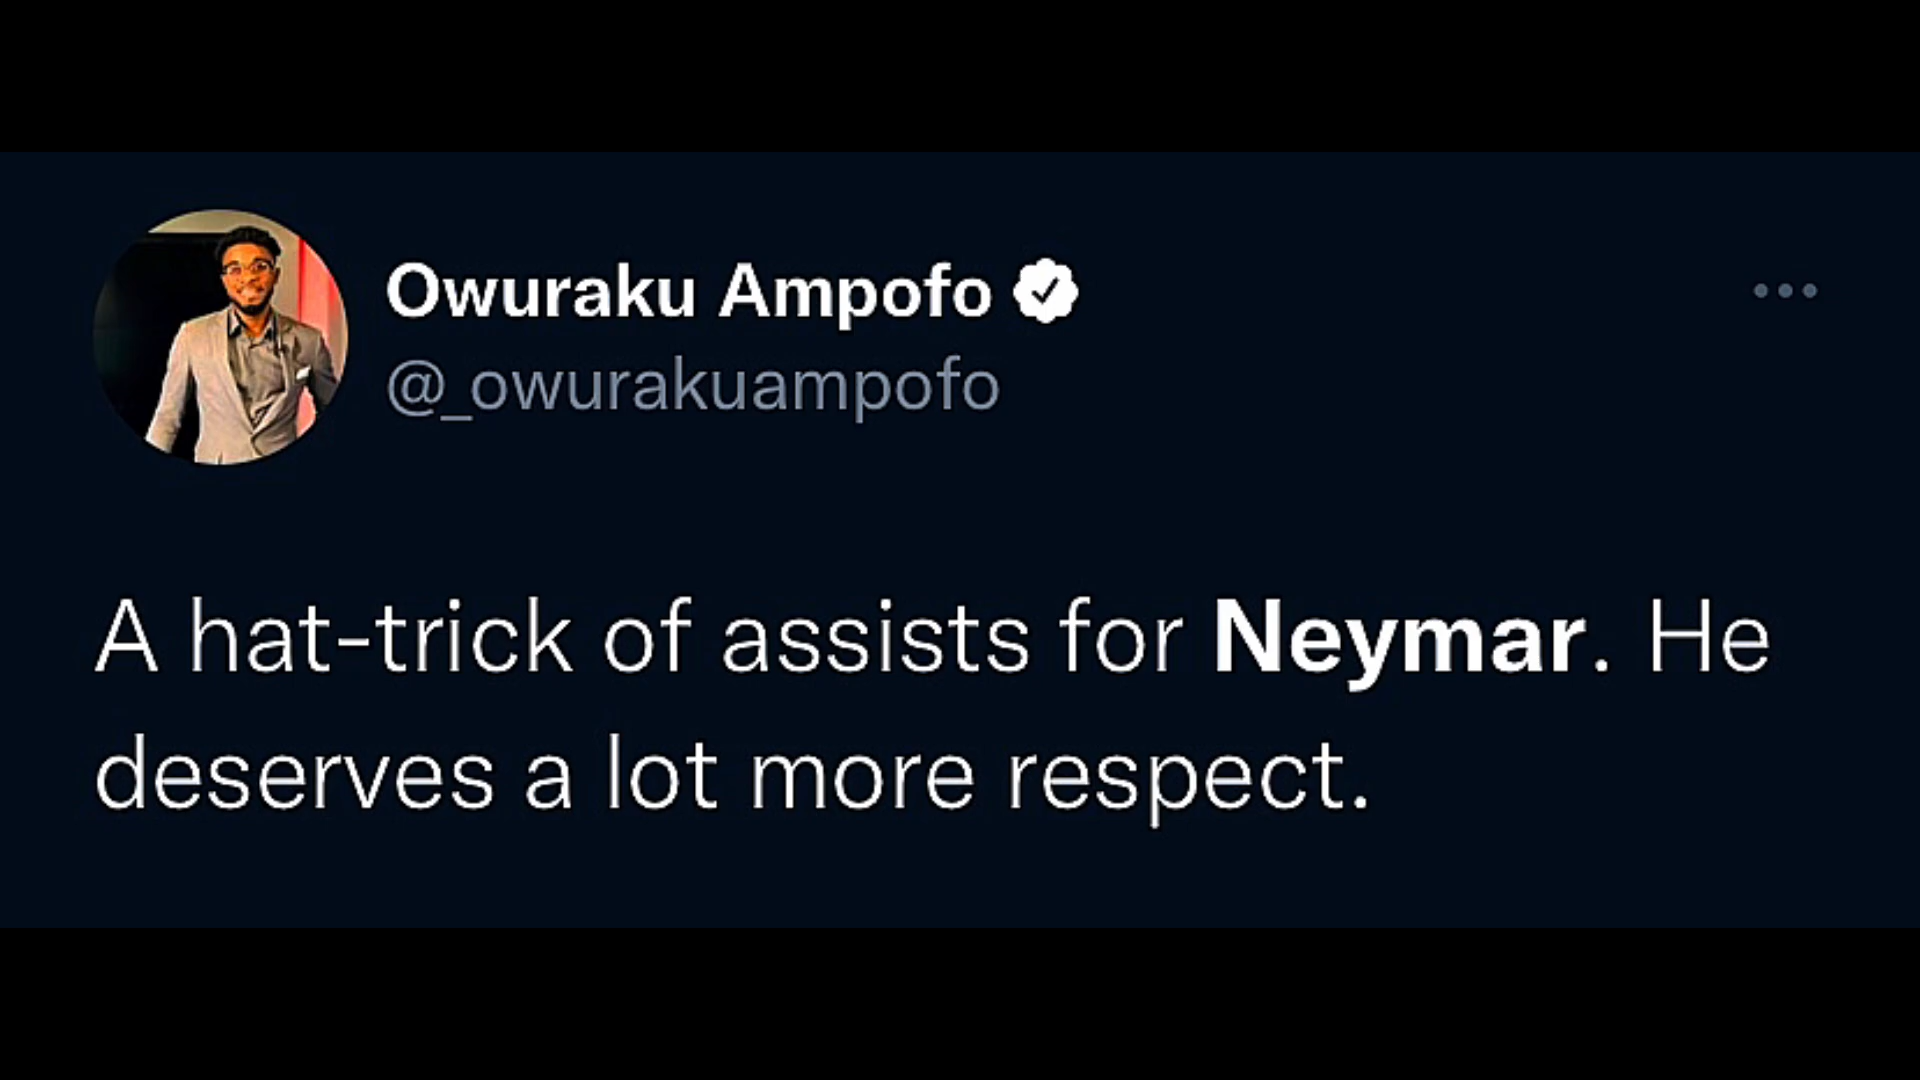 Owuraku Ampofo
@_owurakuampofo
A hat-trick of assists for Neymar. He
deserves a lot more respect.